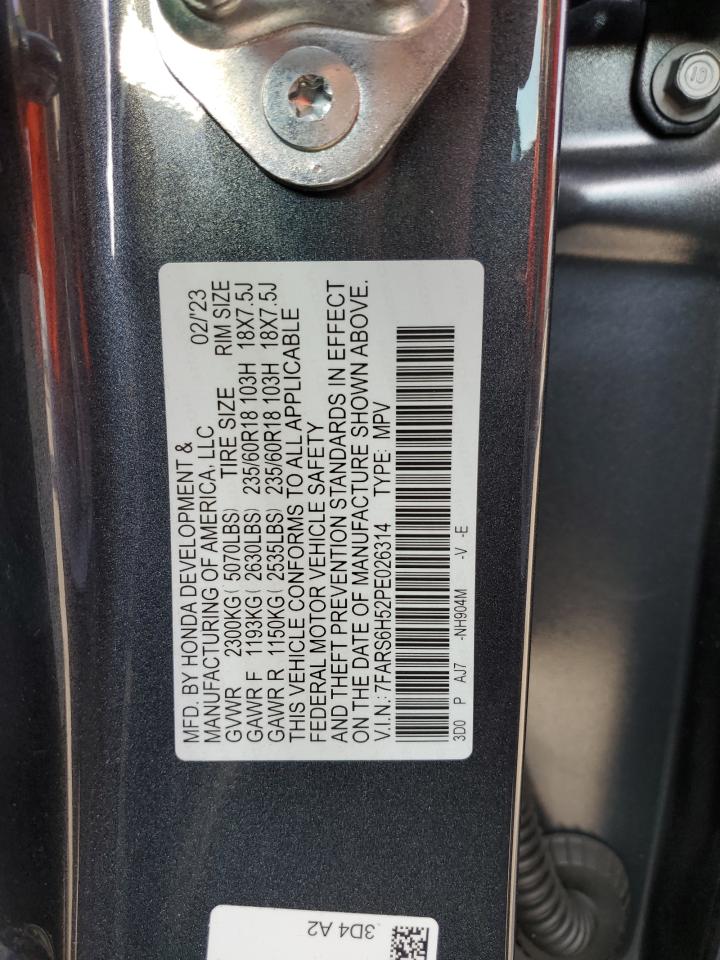 MFD. BY HONDA DEVELOPMENT &
MANUFACTURING OF AMERICA, LLC 02/'23
GVWR 2300KG ( 5070LBS) TIRE SIZE RIM SIZE
GAWR F 1193KG ( 2630LBS) 235/60R18 103H 18X7.5J
GAWR R 1150KG ( 2535LBS) 235/60R18 103H 18X7.5J
THIS VEHICLE CONFORMS TO ALL APPLICABLE
FEDERAL MOTOR VEHICLE SAFETY
AND THEFT PREVENTION STANDARDS IN EFFECT
ON THE DATE OF MANUFACTURE SHOWN ABOVE.
V.I.N.: 7FARS6H52PE026314 TYPE: MPV
3D0 P AJ7 -NH904M -V -E
3D4 A2
10